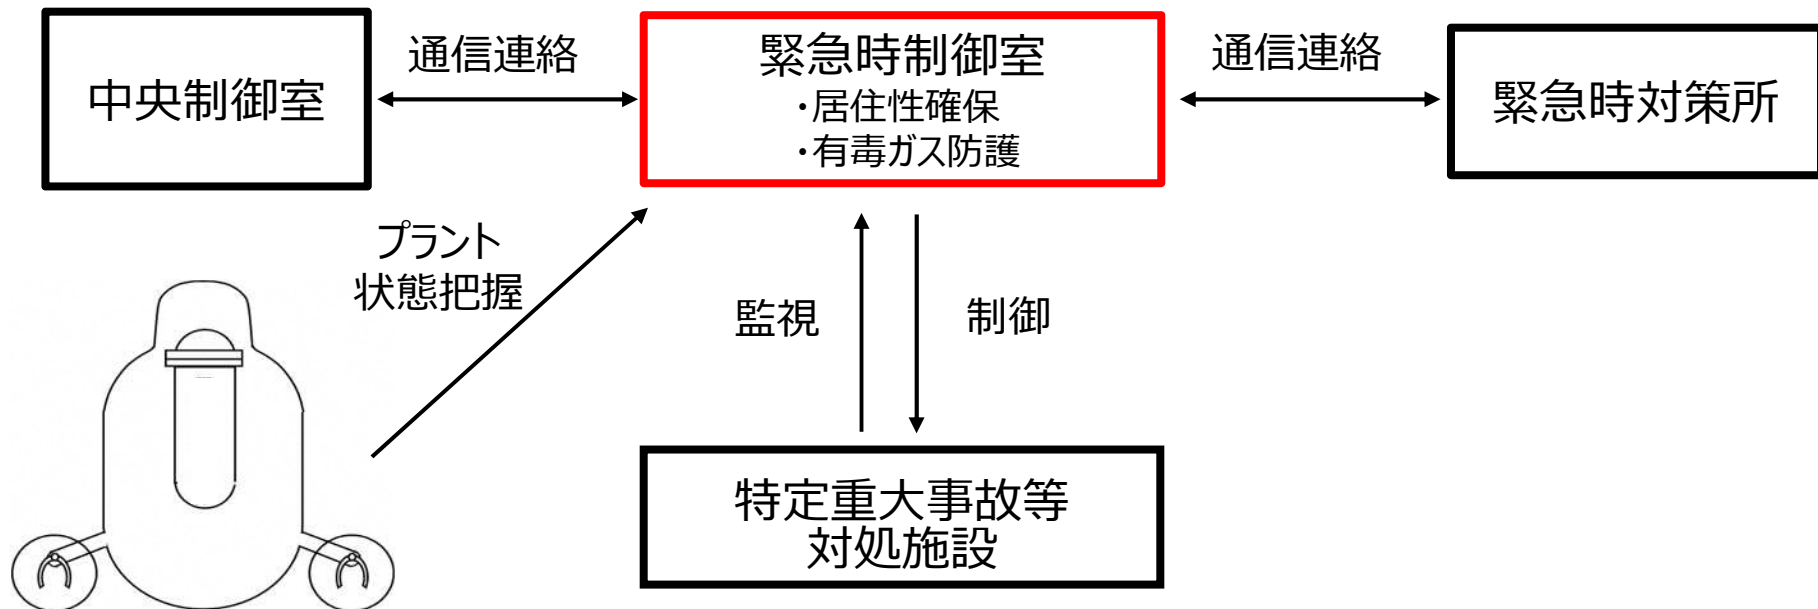 中央制御室
通信連絡
緊急時制御室
・居住性確保
・有毒ガス防護
通信連絡
緊急時対策所
プラント
状態把握
監視
制御
特定重大事故等
対処施設